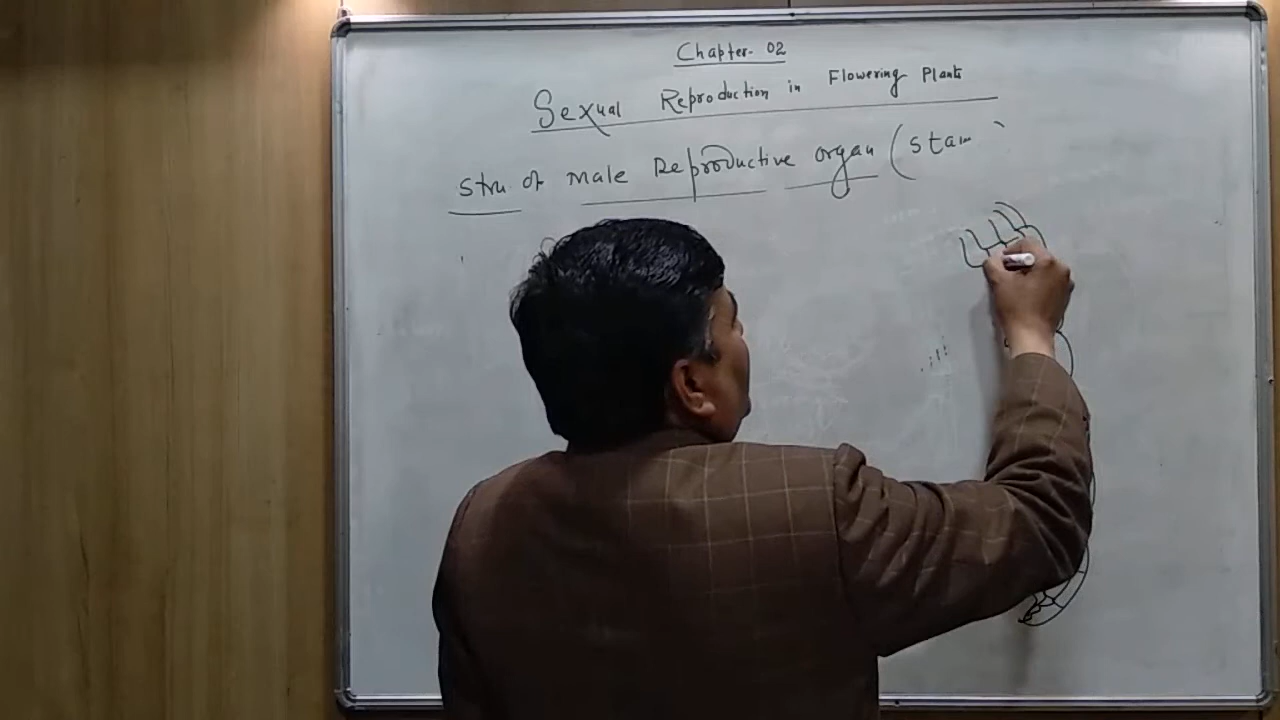 Chapter-02
Sexual Reproduction in Flowering Plants
Stru of Male Reproductive organ (Stam